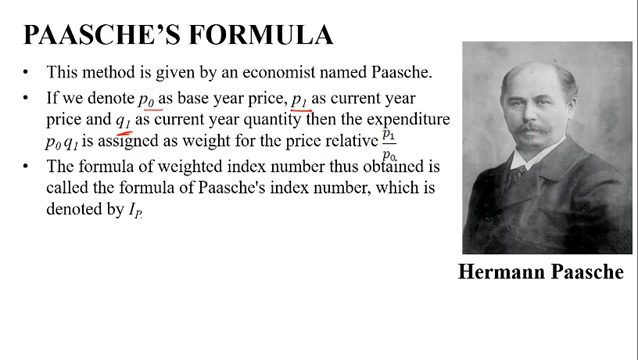 PAASCHE'S FORMULA
• This method is given by an economist named Paasche.
• If we denote p₀ as base year price, p₁ as current year
price and q₁ as current year quantity then the expenditure
p₀ q₁ is assigned as weight for the price relative p₁/p₀
• The formula of weighted index number thus obtained is
called the formula of Paasche's index number, which is
denoted by I_P.
Hermann Paasche